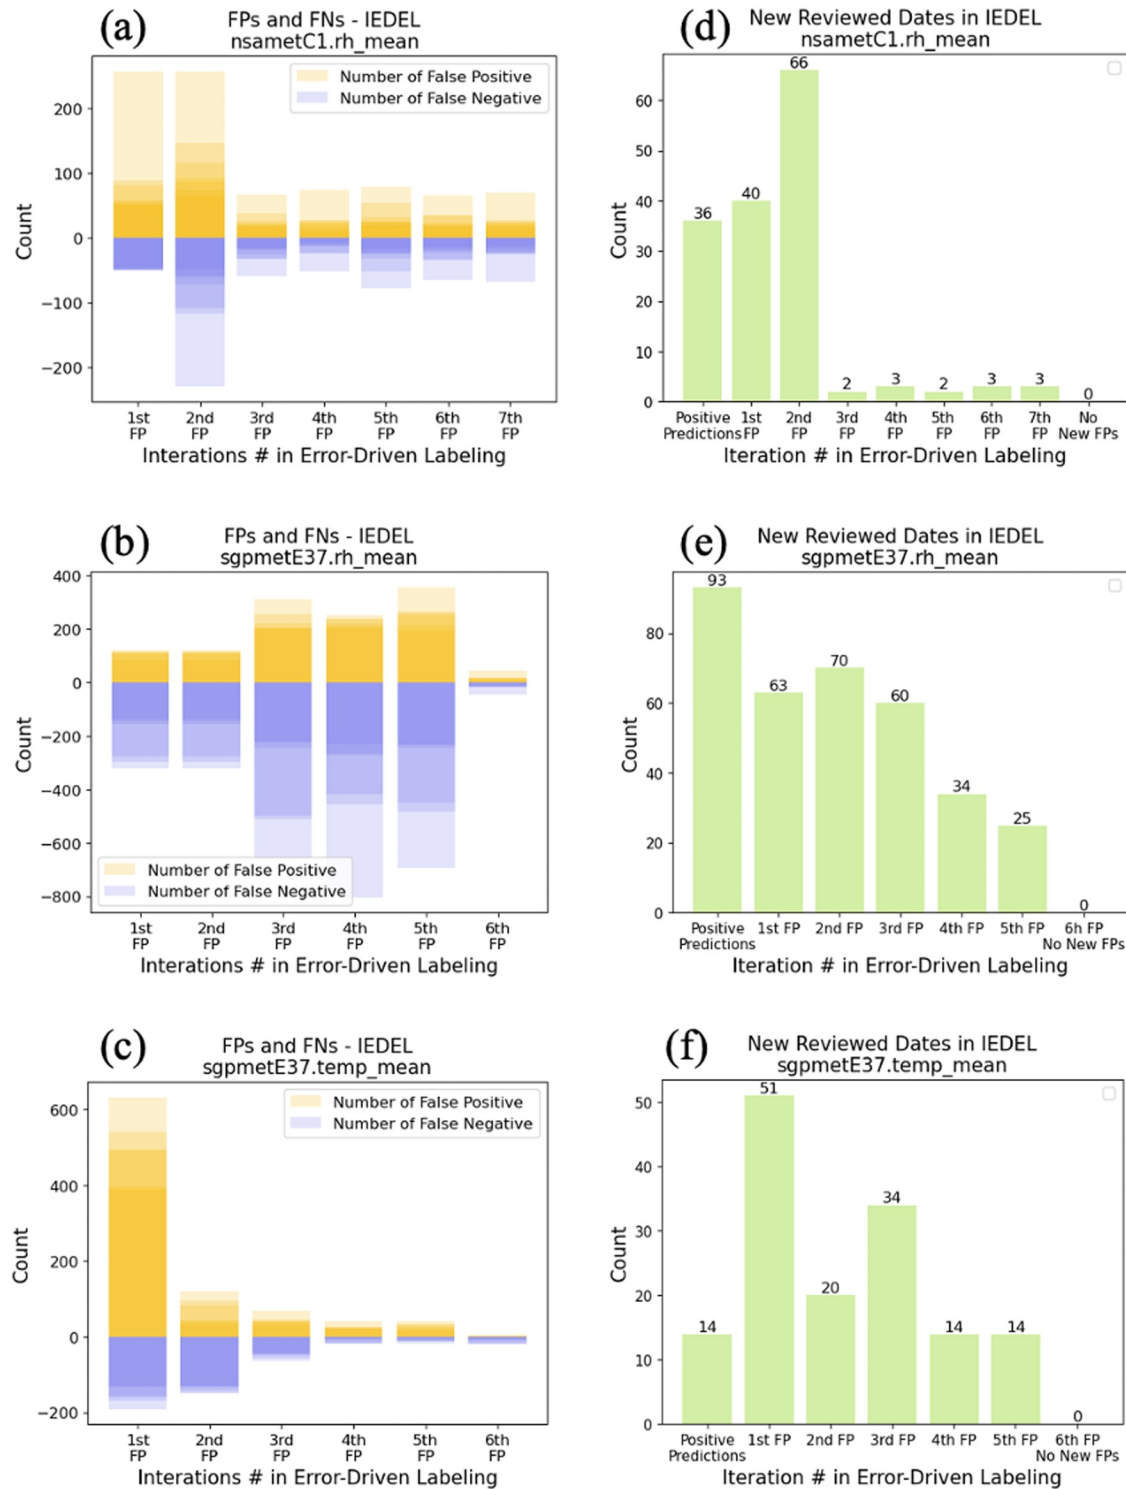 (a)
FPs and FNs - IEDEL
nsametC1.rh_mean
Number of False Positive
Number of False Negative
200
100
0
−100
−200
Count
1st FP
2nd FP
3rd FP
4th FP
5th FP
6th FP
7th FP
Interations # in Error-Driven Labeling
(d)
New Reviewed Dates in IEDEL
nsametC1.rh_mean
60
50
40
30
20
10
0
Count
36
40
66
2
3
2
3
3
0
Positive Predictions
1st FP
2nd FP
3rd FP
4th FP
5th FP
6th FP
7th FP
No New FPs
Iteration # in Error-Driven Labeling
(b)
FPs and FNs - IEDEL
sgpmetE37.rh_mean
400
200
0
−200
−400
−600
−800
Count
Number of False Positive
Number of False Negative
1st FP
2nd FP
3rd FP
4th FP
5th FP
6th FP
Interations # in Error-Driven Labeling
(e)
New Reviewed Dates in IEDEL
sgpmetE37.rh_mean
80
60
40
20
0
Count
93
63
70
60
34
25
0
Positive Predictions
1st FP
2nd FP
3rd FP
4th FP
5th FP
6h FP No New FPs
Iteration # in Error-Driven Labeling
(c)
FPs and FNs - IEDEL
sgpmetE37.temp_mean
Number of False Positive
Number of False Negative
600
400
200
0
−200
Count
1st FP
2nd FP
3rd FP
4th FP
5th FP
6th FP
Interations # in Error-Driven Labeling
(f)
New Reviewed Dates in IEDEL
sgpmetE37.temp_mean
50
40
30
20
10
0
Count
14
51
20
34
14
14
0
Positive Predictions
1st FP
2nd FP
3rd FP
4th FP
5th FP
6th FP No New FPs
Iteration # in Error-Driven Labeling